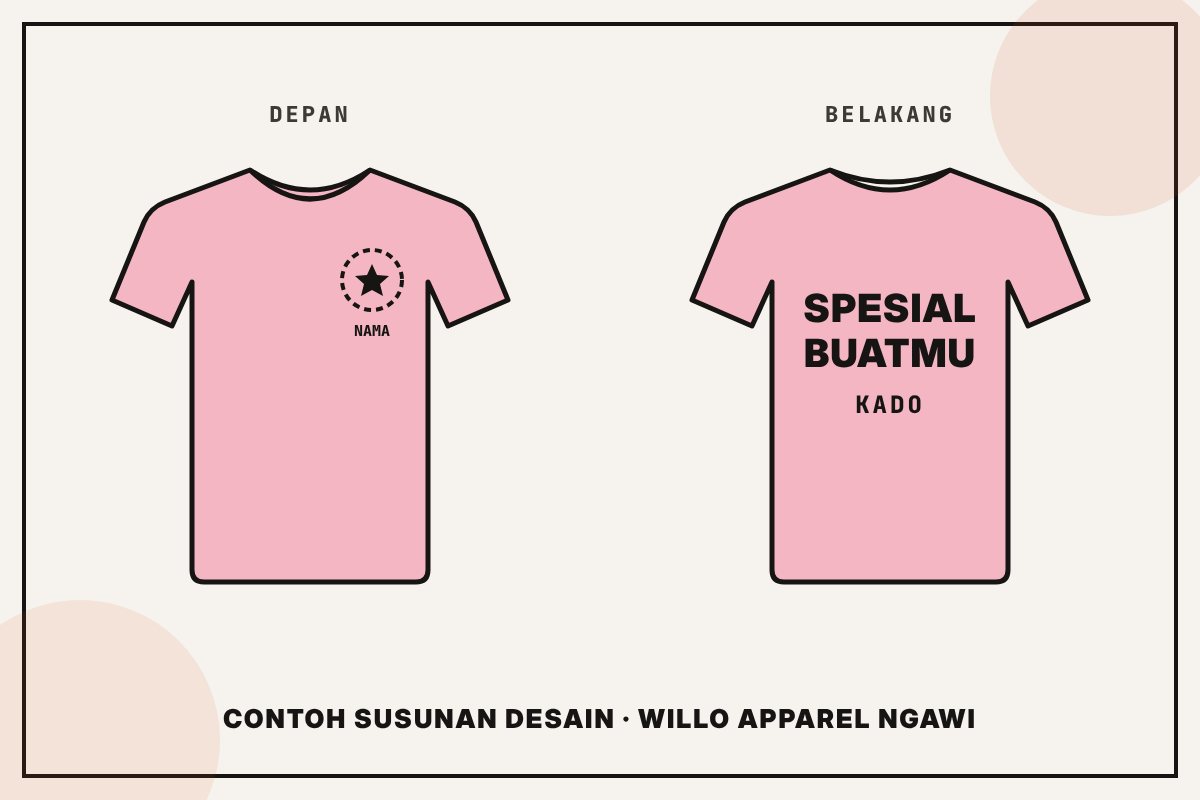 DEPAN
NAMA
BELAKANG
SPESIAL
BUATMU
KADO
CONTOH SUSUNAN DESAIN · WILLO APPAREL NGAWI